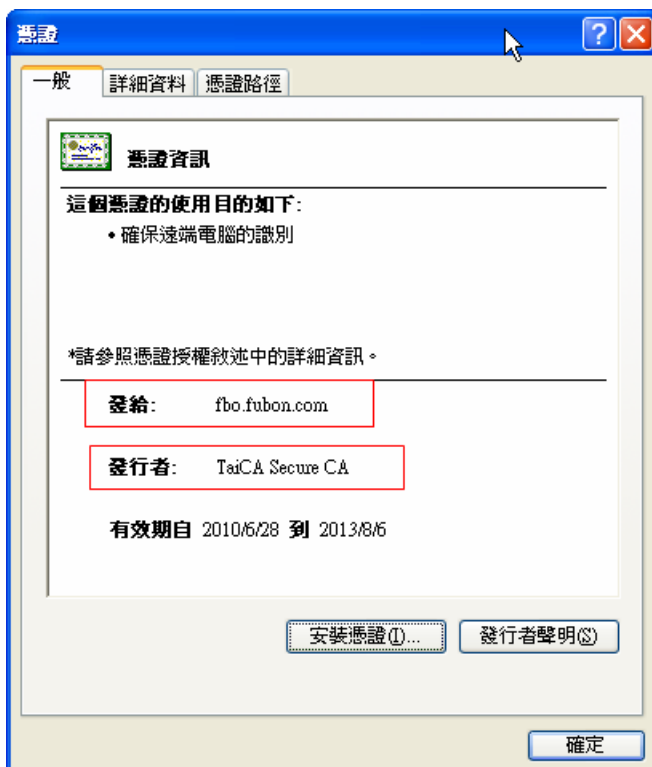 憑證
一般 詳細資料 憑證路徑
憑證資訊
這個憑證的使用目的如下:
•確保遠端電腦的識別
*請參照憑證授權敘述中的詳細資訊。
發給: fbo.fubon.com
發行者: TaiCA Secure CA
有效期自 2010/6/28 到 2013/8/6
安裝憑證(I)... 發行者聲明(S)
確定